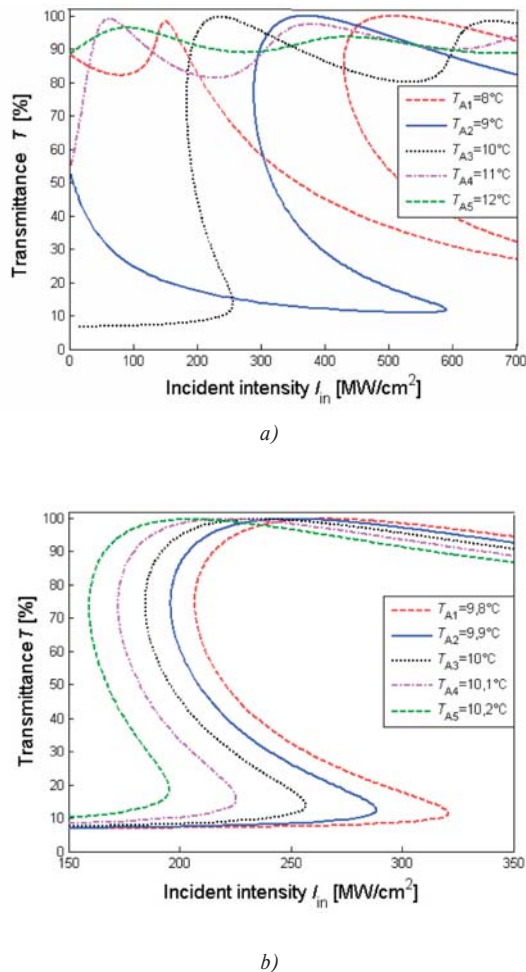 100
90
80
70
60
50
40
30
20
10
0
Transmittance T [%]
T_A1=8°C
T_A2=9°C
T_A3=10°C
T_A4=11°C
T_A5=12°C
0 100 200 300 400 500 600 700
Incident intensity I_in [MW/cm²]
a)
100
90
80
70
60
50
40
30
20
10
0
Transmittance T [%]
T_A1=9,8°C
T_A2=9,9°C
T_A3=10°C
T_A4=10,1°C
T_A5=10,2°C
150 200 250 300 350
Incident intensity I_in [MW/cm²]
b)